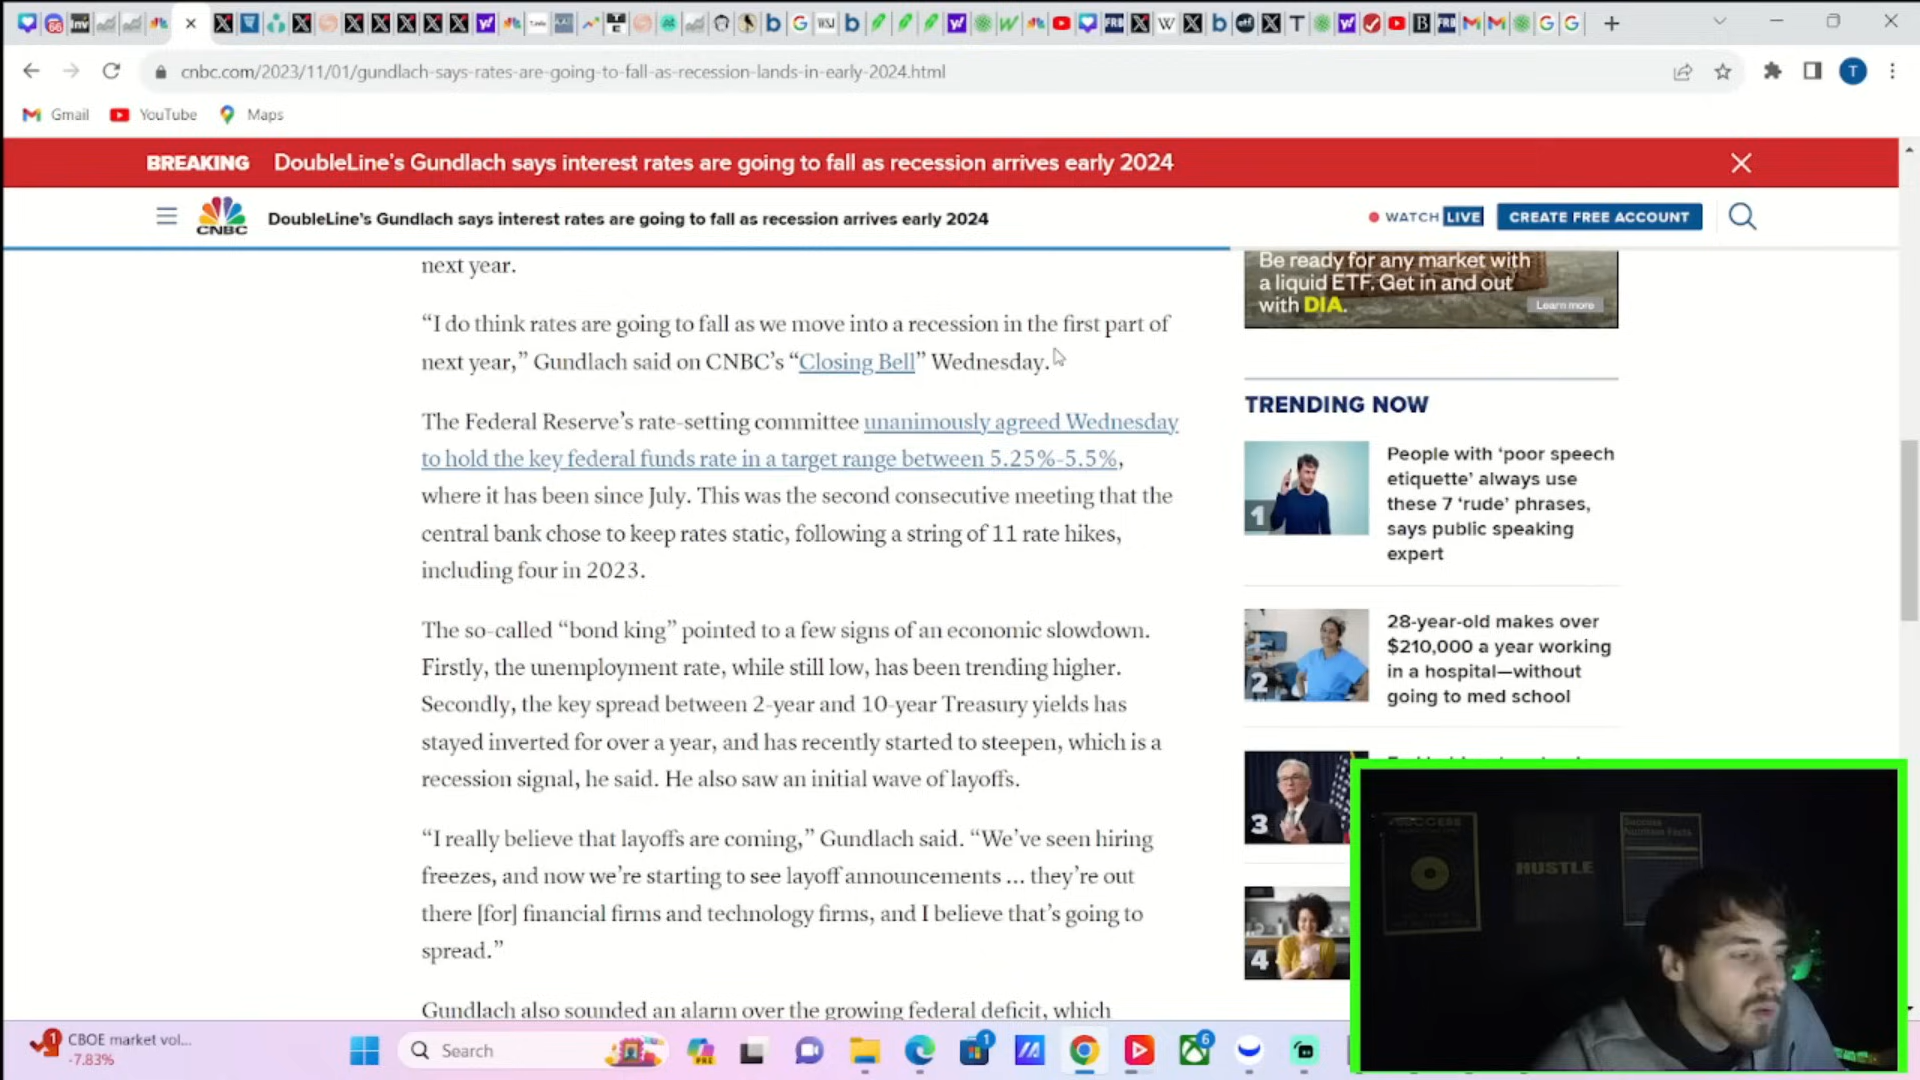 cnbc.com/2023/11/01/gundlach-says-rates-are-going-to-fall-as-recession-lands-in-early-2024.html
T
Gmail
YouTube
Maps
BREAKING DoubleLine's Gundlach says interest rates are going to fall as recession arrives early 2024
CNBC
DoubleLine's Gundlach says interest rates are going to fall as recession arrives early 2024
WATCH LIVE
CREATE FREE ACCOUNT
next year.
“I do think rates are going to fall as we move into a recession in the first part of
next year,” Gundlach said on CNBC’s “Closing Bell” Wednesday.
The Federal Reserve’s rate-setting committee unanimously agreed Wednesday
to hold the key federal funds rate in a target range between 5.25%-5.5%,
where it has been since July. This was the second consecutive meeting that the
central bank chose to keep rates static, following a string of 11 rate hikes,
including four in 2023.
The so-called “bond king” pointed to a few signs of an economic slowdown.
Firstly, the unemployment rate, while still low, has been trending higher.
Secondly, the key spread between 2-year and 10-year Treasury yields has
stayed inverted for over a year, and has recently started to steepen, which is a
recession signal, he said. He also saw an initial wave of layoffs.
“I really believe that layoffs are coming,” Gundlach said. “We’ve seen hiring
freezes, and now we’re starting to see layoff announcements … they’re out
there [for] financial firms and technology firms, and I believe that’s going to
spread.”
Gundlach also sounded an alarm over the growing federal deficit, which
Be ready for any market with
a liquid ETF. Get in and out
with DIA.
Learn more
TRENDING NOW
1
People with ‘poor speech
etiquette’ always use
these 7 ‘rude’ phrases,
says public speaking
expert
2
28-year-old makes over
$210,000 a year working
in a hospital—without
going to med school
3
4
SUCCESS
HUSTLE
Success
Nutrition Facts
1
CBOE market vol...
-7.83%
Search
PRE
1
6